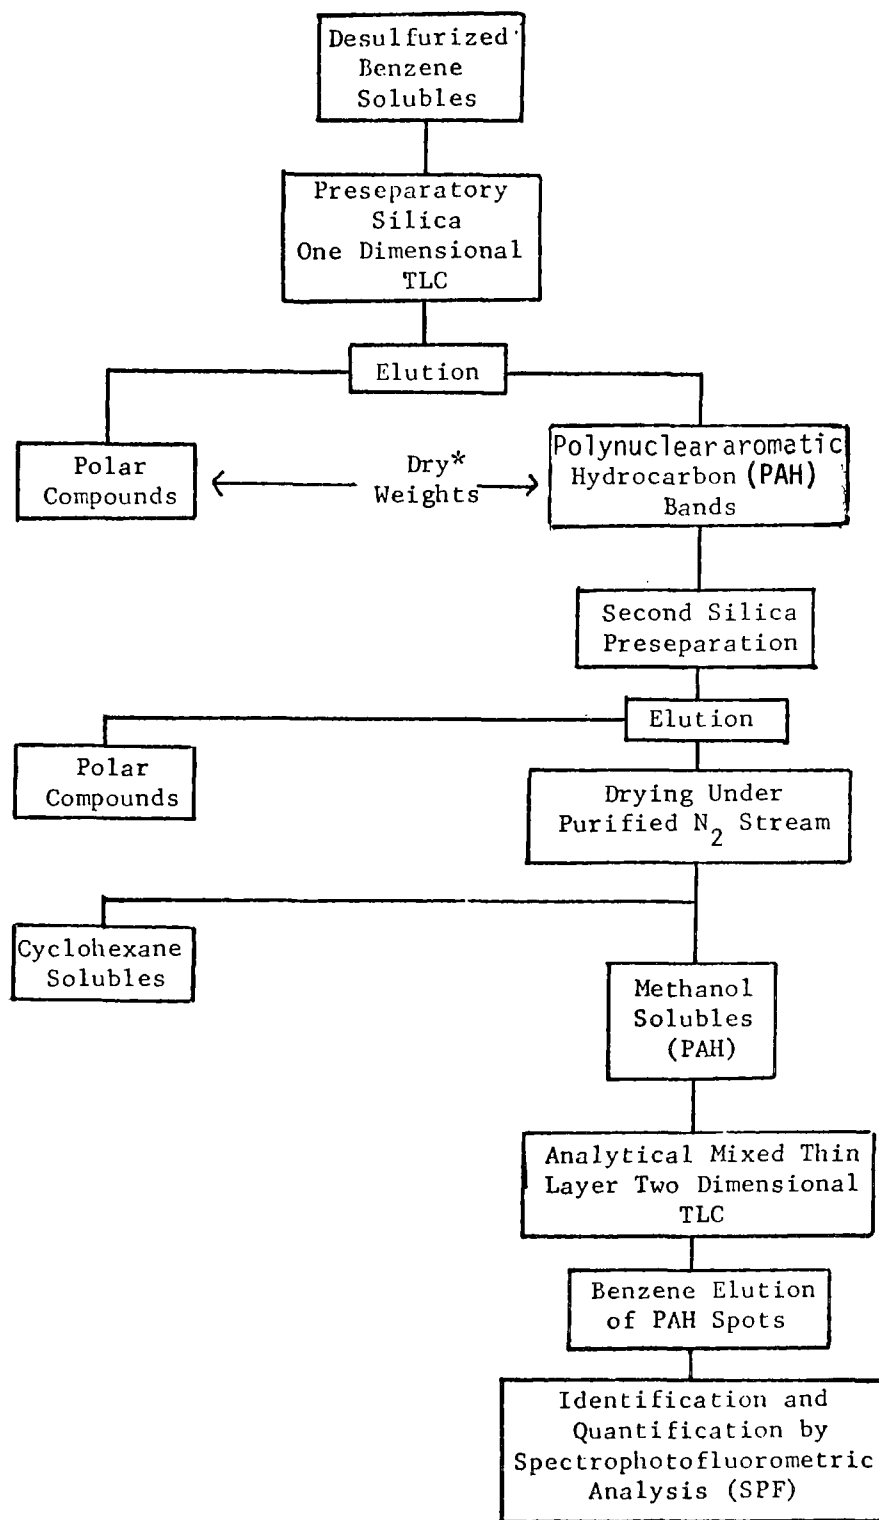 Desulfurized
Benzene
Solubles
Preseparatory
Silica
One Dimensional
TLC
Elution
Polar
Compounds
Dry*
Weights
Polynuclear aromatic
Hydrocarbon (PAH)
Bands
Second Silica
Preseparation
Elution
Polar
Compounds
Drying Under
Purified N2 Stream
Cyclohexane
Solubles
Methanol
Solubles
(PAH)
Analytical Mixed Thin
Layer Two Dimensional
TLC
Benzene Elution
of PAH Spots
Identification and
Quantification by
Spectrophotofluorometric
Analysis (SPF)